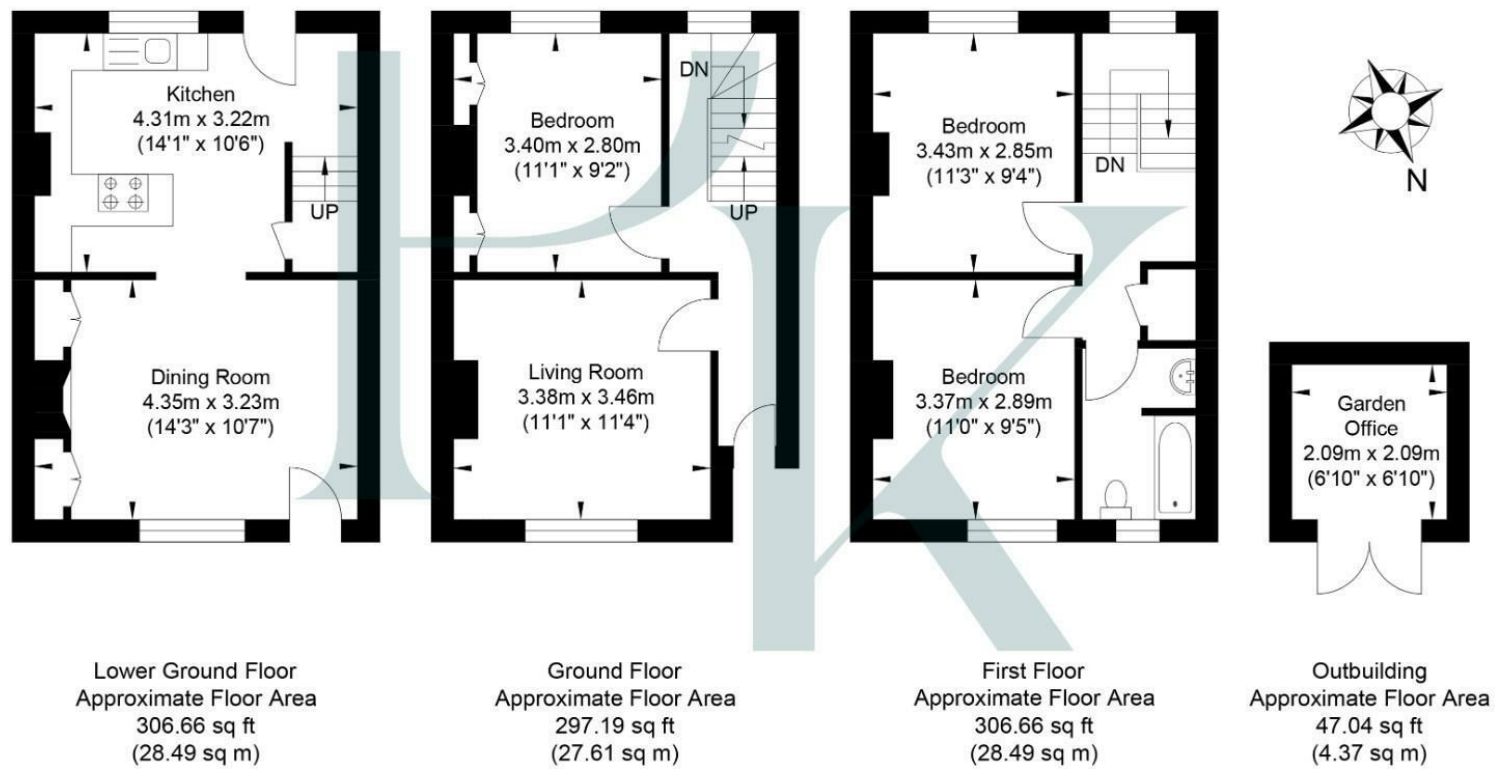 Kitchen
4.31m x 3.22m
(14'1" x 10'6")
UP
Dining Room
4.35m x 3.23m
(14'3" x 10'7")
Lower Ground Floor
Approximate Floor Area
306.66 sq ft
(28.49 sq m)
DN
Bedroom
3.40m x 2.80m
(11'1" x 9'2")
UP
Living Room
3.38m x 3.46m
(11'1" x 11'4")
Ground Floor
Approximate Floor Area
297.19 sq ft
(27.61 sq m)
Bedroom
3.43m x 2.85m
(11'3" x 9'4")
DN
Bedroom
3.37m x 2.89m
(11'0" x 9'5")
First Floor
Approximate Floor Area
306.66 sq ft
(28.49 sq m)
N
Garden
Office
2.09m x 2.09m
(6'10" x 6'10")
Outbuilding
Approximate Floor Area
47.04 sq ft
(4.37 sq m)